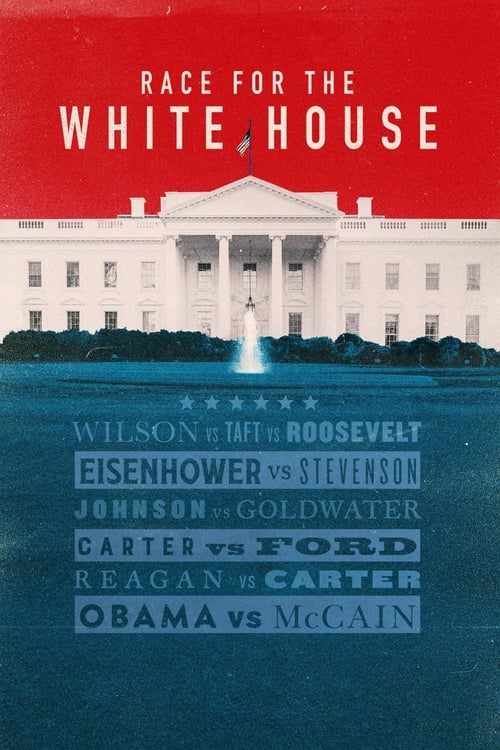 RACE FOR THE
WHITE HOUSE
WILSON vs TAFT vs ROOSEVELT
EISENHOWER vs STEVENSON
JOHNSON vs GOLDWATER
CARTER vs FORD
REAGAN vs CARTER
OBAMA vs McCAIN